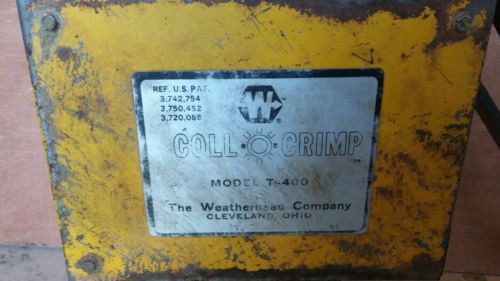 REF. U.S. PAT.
3,742,754
3,750,452
3,720,088
W
®
COLL-O-CRIMP
TM
MODEL T-400
The Weatherhead Company
CLEVELAND, OHIO